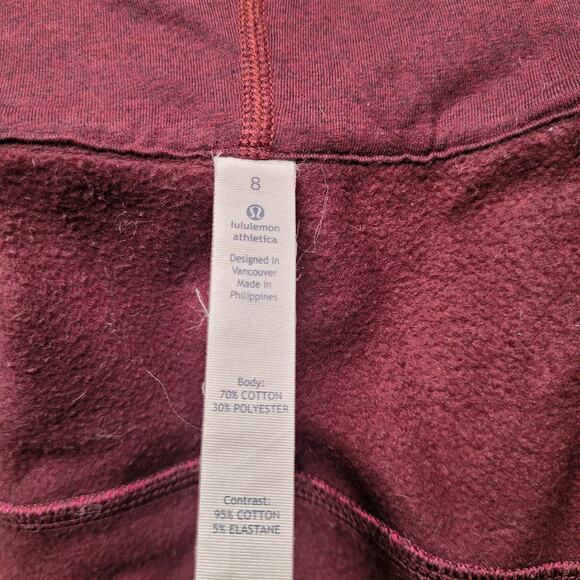 8
lululemon
athletica
Designed in
Vancouver
Made in
Philippines
Body:
70% COTTON
30% POLYESTER
Contrast:
95% COTTON
5% ELASTANE